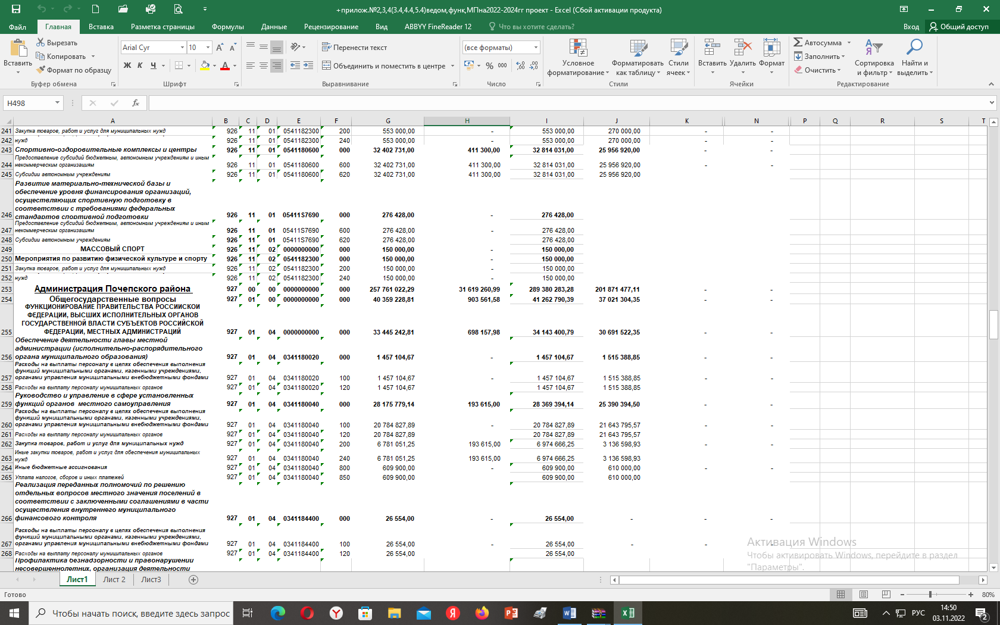 +прилож.№2,3,4(3.4,4.4,5.4)ведом,функ,МПна2022-2024гг проект - Excel (Сбой активации продукта)
Файл Главная Вставка Разметка страницы Формулы Данные Рецензирование Вид ABBYY FineReader 12 Что вы хотите сделать? Вход Общий доступ
Вставить Вырезать Копировать Формат по образцу Arial Cyr 10 Ж К Ч Перенести текст Объединить и поместить в центре (все форматы) % 000 Условное форматирование Форматировать как таблицу Стили ячеек Вставить Удалить Формат Автосумма Заполнить Очистить Сортировка и фильтр Найти и выделить
Буфер обмена Шрифт Выравнивание Число Стили Ячейки Редактирование
H498 fx
A B C D E F G H I J K N P Q R S T
241 Закупка товаров, работ и услуг для муниципальных нужд 926 11 01 0541182300 200 553 000,00 - 553 000,00 270 000,00 - -
242 нужд 926 11 01 0541182300 240 553 000,00 - 553 000,00 270 000,00 - -
243 Спортивно-оздоровительные комплексы и центры 926 11 01 0541180600 000 32 402 731,00 411 300,00 32 814 031,00 25 956 920,00 - -
Предоставление субсидий бюджетным, автономным учреждениям и иным
244 некоммерческим организациям 926 11 01 0541180600 600 32 402 731,00 411 300,00 32 814 031,00 25 956 920,00 - -
245 Субсидии автономным учреждениям 926 11 01 0541180600 620 32 402 731,00 411 300,00 32 814 031,00 25 956 920,00
Развитие материально-технической базы и
обеспечение уровня финансирования организаций,
осуществляющих спортивную подготовку в
соответствии с требованиями федеральных
246 стандартов спортивной подготовки 926 11 01 05411S7690 000 276 428,00 - 276 428,00
Предоставление субсидий бюджетным, автономным учреждениям и иным
247 некоммерческим организациям 926 11 01 05411S7690 600 276 428,00 - 276 428,00
248 Субсидии автономным учреждениям 926 11 01 05411S7690 620 276 428,00 276 428,00
249 МАССОВЫЙ СПОРТ 926 11 02 0000000000 000 150 000,00 - 150 000,00
250 Мероприятия по развитию физической культуре и спорту 926 11 02 0541182300 000 150 000,00 - 150 000,00
251 Закупка товаров, работ и услуг для муниципальных нужд 926 11 02 0541182300 200 150 000,00 - 150 000,00
252 нужд 926 11 02 0541182300 240 150 000,00 - 150 000,00
253 Администрация Почепского района 927 00 00 0000000000 000 257 761 022,29 31 619 260,99 289 380 283,28 201 871 477,11 - -
254 Общегосударственные вопросы 927 01 00 0000000000 000 40 359 228,81 903 561,58 41 262 790,39 37 021 304,35 - -
ФУНКЦИОНИРОВАНИЕ ПРАВИТЕЛЬСТВА РОССИЙСКОЙ
ФЕДЕРАЦИИ, ВЫСШИХ ИСПОЛНИТЕЛЬНЫХ ОРГАНОВ
ГОСУДАРСТВЕННОЙ ВЛАСТИ СУБЪЕКТОВ РОССИЙСКОЙ
255 ФЕДЕРАЦИИ, МЕСТНЫХ АДМИНИСТРАЦИЙ 927 01 04 0000000000 000 33 445 242,81 698 157,98 34 143 400,79 30 691 522,35 - -
Обеспечение деятельности главы местной
администрации (исполнительно-распорядительного
256 органа муниципального образования) 927 01 04 0341180020 000 1 457 104,67 - 1 457 104,67 1 515 388,85 - -
Расходы на выплаты персоналу в целях обеспечения выполнения
функций муниципальными органами, казенными учреждениями,
257 органами управления муниципальными внебюджетными фондами 927 01 04 0341180020 100 1 457 104,67 - 1 457 104,67 1 515 388,85 - -
258 Расходы на выплату персоналу муниципальных органов 927 01 04 0341180020 120 1 457 104,67 1 457 104,67 1 515 388,85
Руководство и управление в сфере установленных
259 функций органов местного самоуправления 927 01 04 0341180040 000 28 175 779,14 193 615,00 28 369 394,14 25 390 394,50 - -
Расходы на выплаты персоналу в целях обеспечения выполнения
функций муниципальными органами, казенными учреждениями,
260 органами управления муниципальными внебюджетными фондами 927 01 04 0341180040 100 20 784 827,89 - 20 784 827,89 21 643 795,57 - -
261 Расходы на выплату персоналу муниципальных органов 927 01 04 0341180040 120 20 784 827,89 20 784 827,89 21 643 795,57
262 Закупка товаров, работ и услуг для муниципальных нужд 927 01 04 0341180040 200 6 781 051,25 193 615,00 6 974 666,25 3 136 598,93 - -
Иные закупки товаров, работ и услуг для обеспечения муниципальных
263 нужд 927 01 04 0341180040 240 6 781 051,25 193 615,00 6 974 666,25 3 136 598,93
264 Иные бюджетные ассигнования 927 01 04 0341180040 800 609 900,00 - 609 900,00 610 000,00 - -
265 Уплата налогов, сборов и иных платежей 927 01 04 0341180040 850 609 900,00 609 900,00 610 000,00
Реализация переданных полномочий по решению
отдельных вопросов местного значения поселений в
соответствии с заключенными соглашениями в части
осуществления внутреннего муниципального
266 финансового контроля 927 01 04 0341184400 000 26 554,00 - 26 554,00 - - -
Расходы на выплаты персоналу в целях обеспечения выполнения
функций муниципальными органами, казенными учреждениями,
267 органами управления муниципальными внебюджетными фондами 927 01 04 0341184400 100 26 554,00 - 26 554,00 - - -
268 Расходы на выплату персоналу муниципальных органов 927 01 04 0341184400 120 26 554,00 26 554,00
Профилактика безнадзорности и правонарушений
несовершеннолетних, организация деятельности
Активация Windows
Чтобы активировать Windows, перейдите в раздел
"Параметры".
Лист1 Лист 2 Лист3
Готово 80%
Чтобы начать поиск, введите здесь запрос РУС 14:50
03.11.2022 2